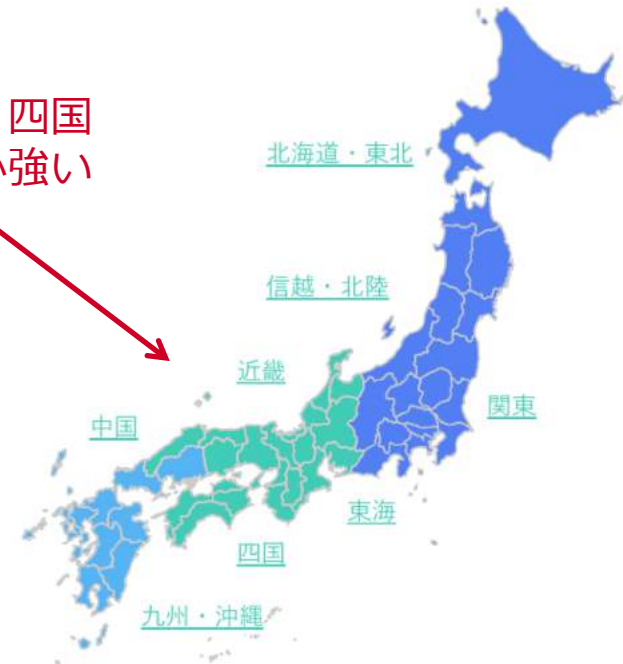 四国
強い
北海道・東北
信越・北陸
近畿
中国
関東
東海
四国
九州・沖縄